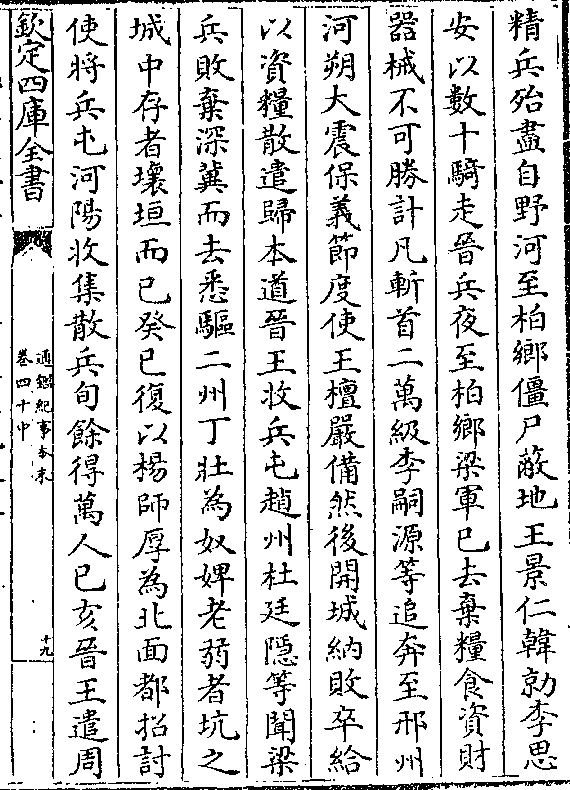 精兵殆盡自野河至柏鄉僵尸蔽地王景仁韓勍李思
安以數十騎走晉兵夜至柏鄉梁軍已去棄糧食資財
器械不可勝計凡斬首二萬級李嗣源等追奔至邢州
河朔大震保義節度使王檀嚴備然後開城納敗卒給
以資糧散遣歸本道晉王收兵屯趙州杜廷隱等聞梁
兵敗棄深冀而去悉驅二州丁壯為奴婢老弱者坑之
城中存者壞垣而已癸巳復以楊師厚為北面都招討
使將兵屯河陽收集散兵旬餘得萬人已亥晉王遣周
欽定四庫全書
通鑑紀事本末
卷四十中
十九